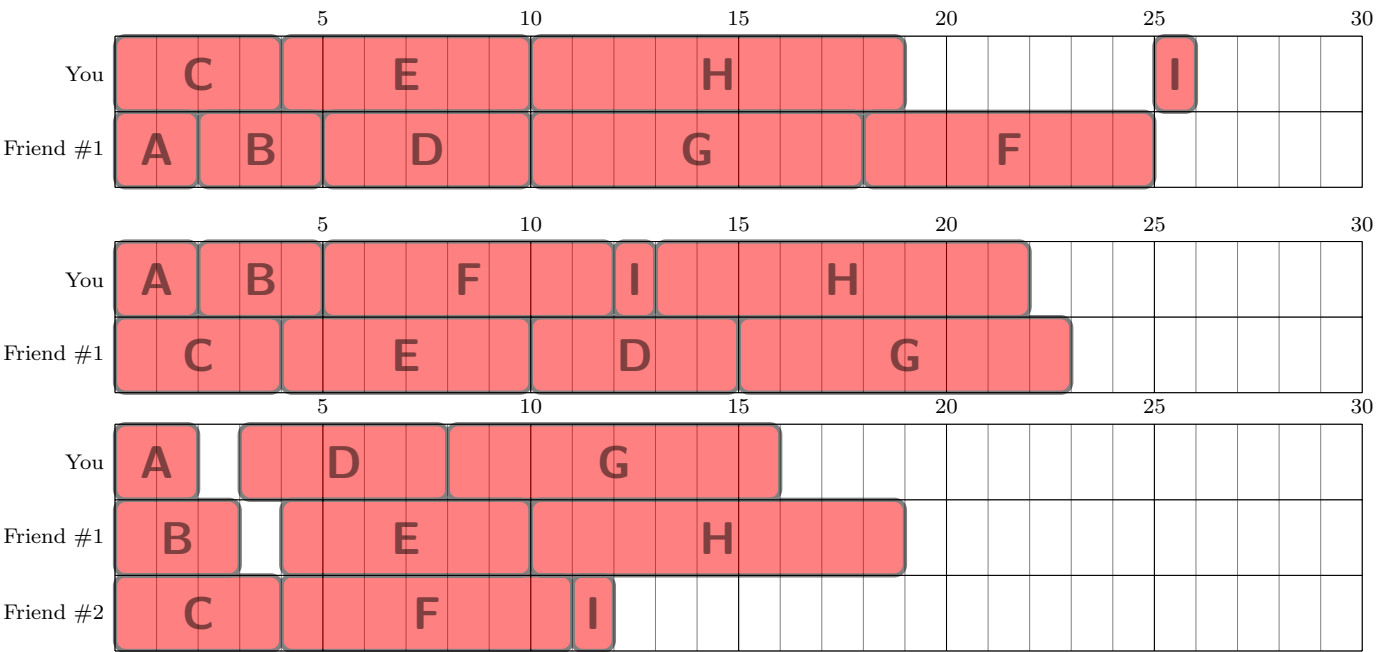 5 10 15 20 25 30
You C E H I
Friend #1 A B D G F
5 10 15 20 25 30
You A B F I H
Friend #1 C E D G
5 10 15 20 25 30
You A D G
Friend #1 B E H
Friend #2 C F I